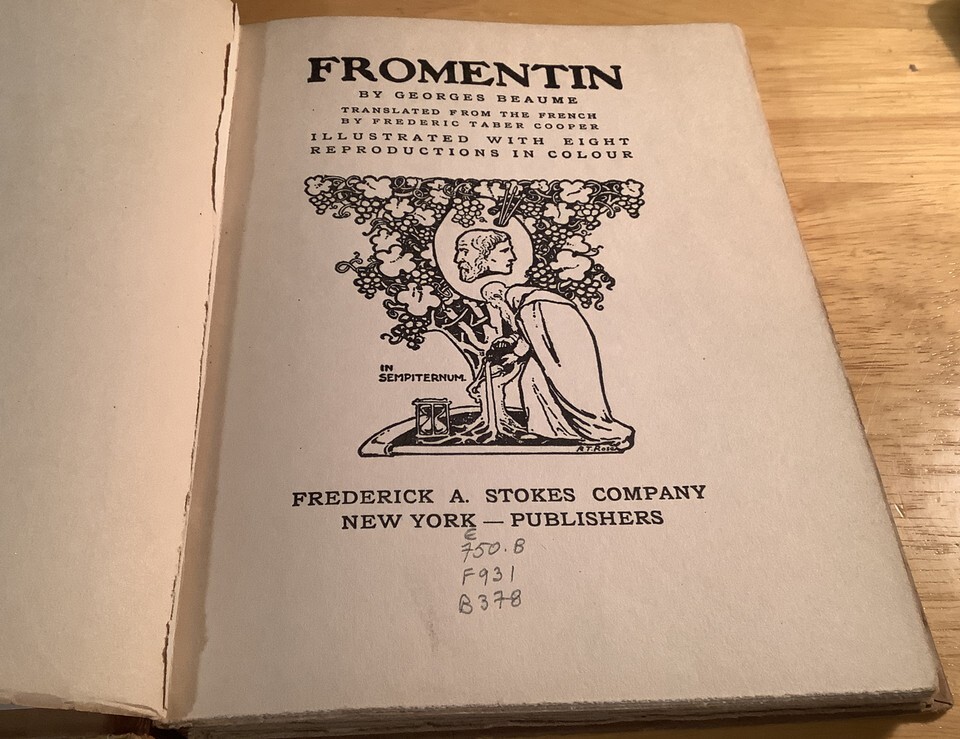 FROMENTIN
BY GEORGES BEAUME
TRANSLATED FROM THE FRENCH
BY FREDERIC TABER COOPER
ILLUSTRATED WITH EIGHT
REPRODUCTIONS IN COLOUR
IN
SEMPITERNUM.
R.T. Rose
FREDERICK A. STOKES COMPANY
NEW YORK — PUBLISHERS
E
750.B
F931
B378